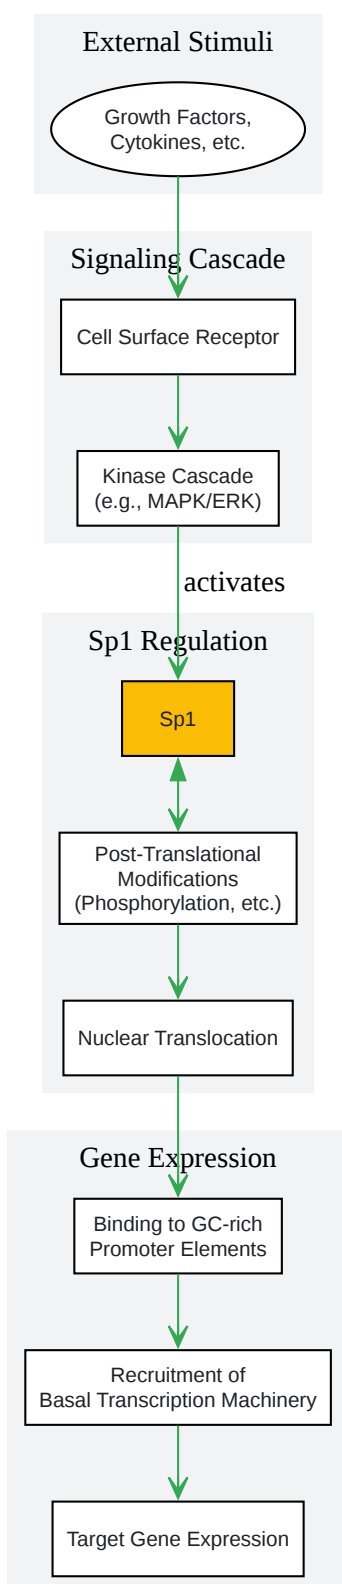 External Stimuli
Growth Factors,
Cytokines, etc.
Signaling Cascade
Cell Surface Receptor
Kinase Cascade
(e.g., MAPK/ERK)
activates
Sp1 Regulation
Sp1
Post-Translational
Modifications
(Phosphorylation, etc.)
Nuclear Translocation
Gene Expression
Binding to GC-rich
Promoter Elements
Recruitment of
Basal Transcription Machinery
Target Gene Expression